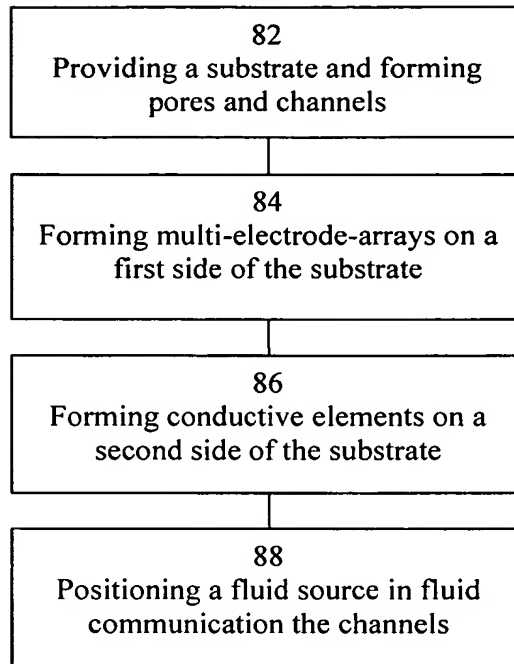 82
Providing a substrate and forming
pores and channels
84
Forming multi-electrode-arrays on a
first side of the substrate
86
Forming conductive elements on a
second side of the substrate
88
Positioning a fluid source in fluid
communication the channels